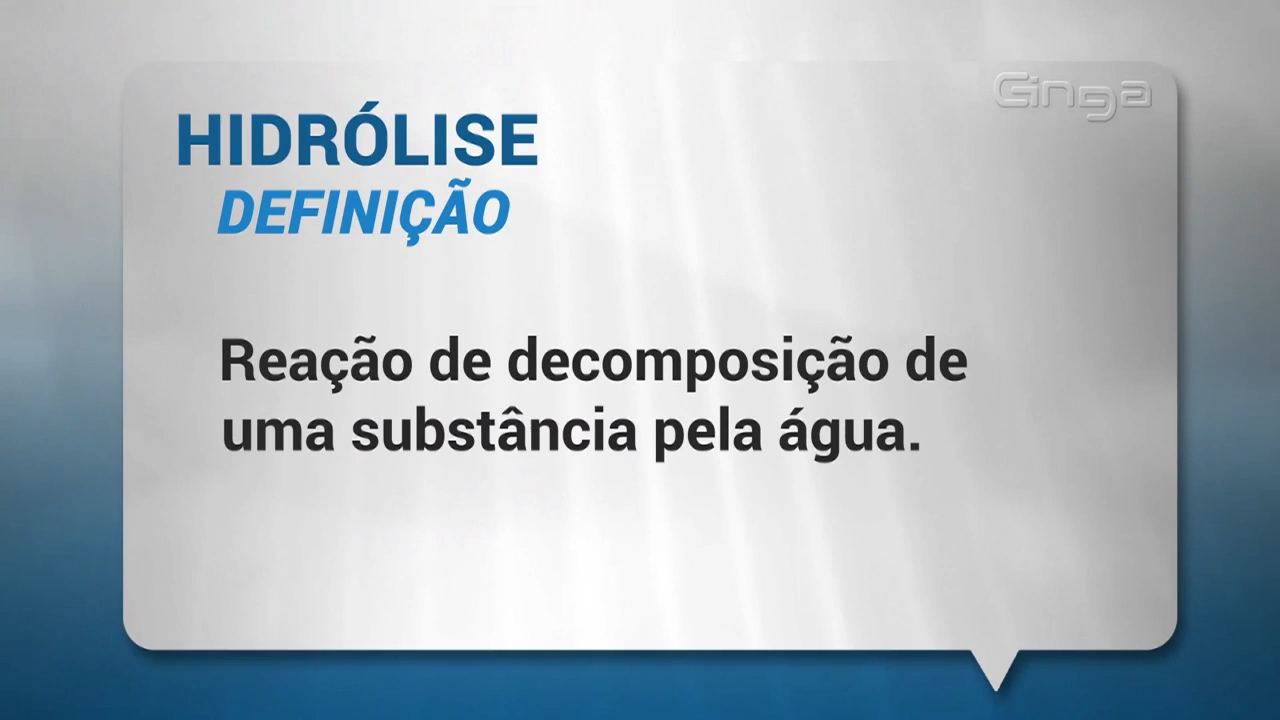 Ginga
HIDRÓLISE
DEFINIÇÃO
Reação de decomposição de
uma substância pela água.